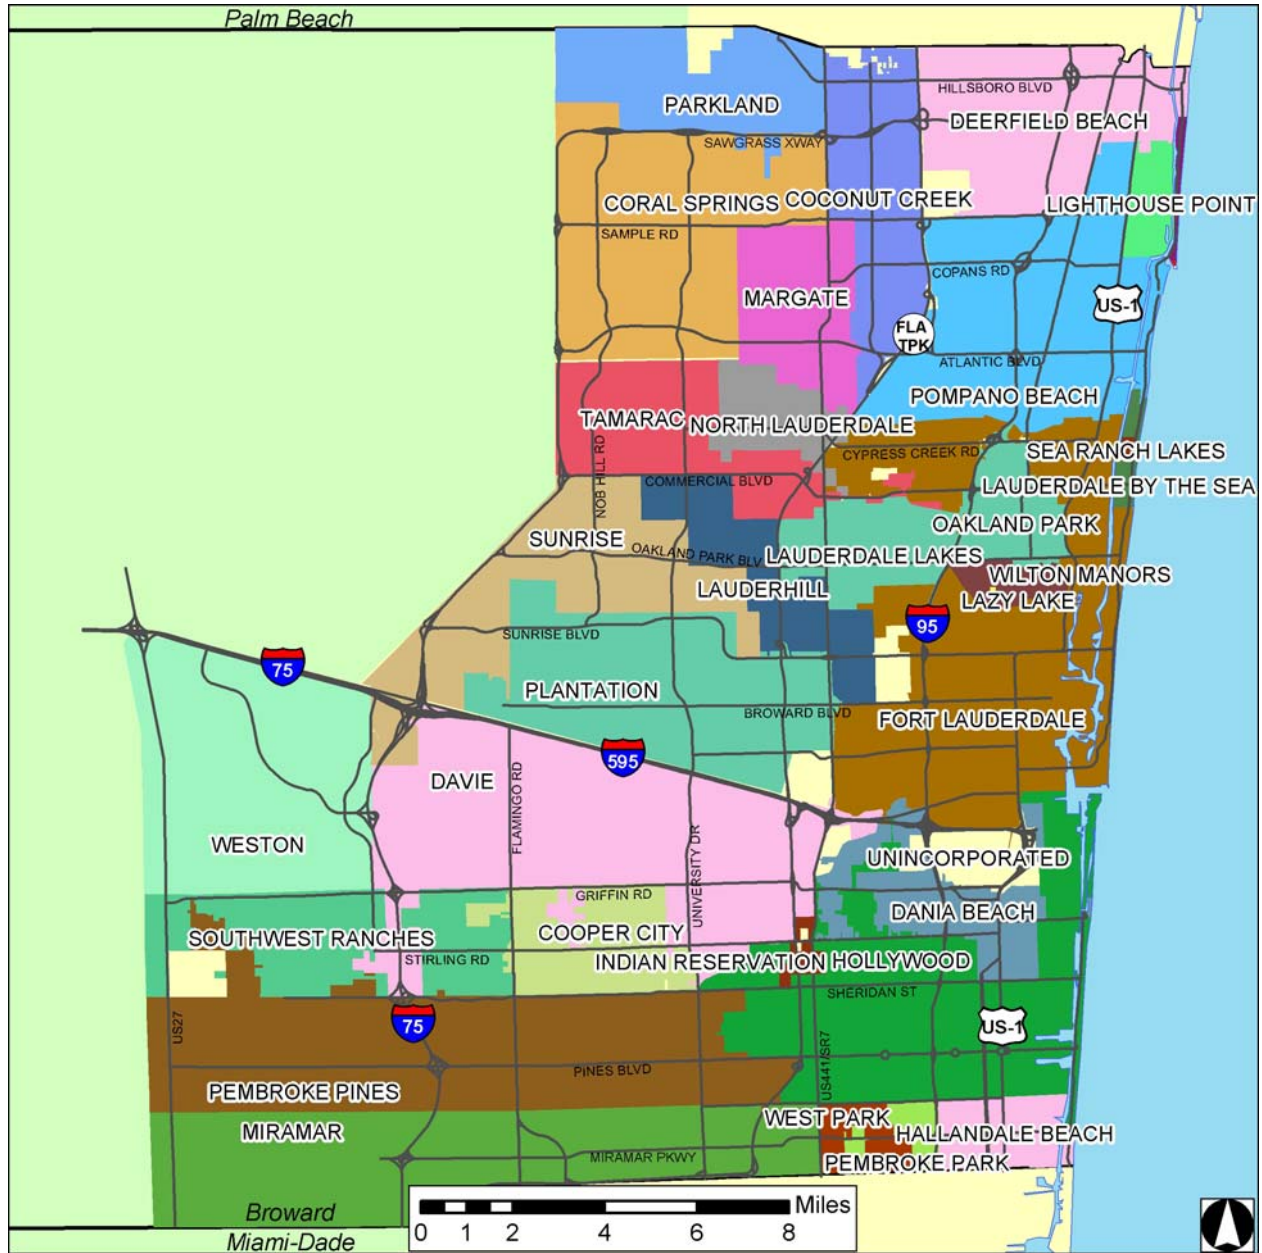 Palm Beach
HILLSBORO BLVD
PARKLAND
DEERFIELD BEACH
SAWGRASS XWAY
CORAL SPRINGS
COCONUT CREEK
LIGHTHOUSE POINT
SAMPLE RD
COPANS RD
MARGATE
US-1
FLA
TPK
ATLANTIC BLVD
POMPANO BEACH
TAMARAC
NORTH LAUDERDALE
CYPRESS CREEK RD
SEA RANCH LAKES
NOB HILL RD
COMMERCIAL BLVD
LAUDERDALE BY THE SEA
OAKLAND PARK
SUNRISE
OAKLAND PARK BLV
LAUDERDALE LAKES
WILTON MANORS
LAUDERHILL
LAZY LAKE
95
SUNRISE BLVD
75
PLANTATION
BROWARD BLVD
FORT LAUDERDALE
595
DAVIE
FLAMINGO RD
UNIVERSITY DR
WESTON
UNINCORPORATED
GRIFFIN RD
DANIA BEACH
COOPER CITY
SOUTHWEST RANCHES
STIRLING RD
INDIAN RESERVATION
HOLLYWOOD
SHERIDAN ST
75
US-1
US27
US441/SR7
PINES BLVD
PEMBROKE PINES
WEST PARK
MIRAMAR
HALLANDALE BEACH
MIRAMAR PKWY
PEMBROKE PARK
Broward
Miami-Dade
Miles
0 1 2 4 6 8